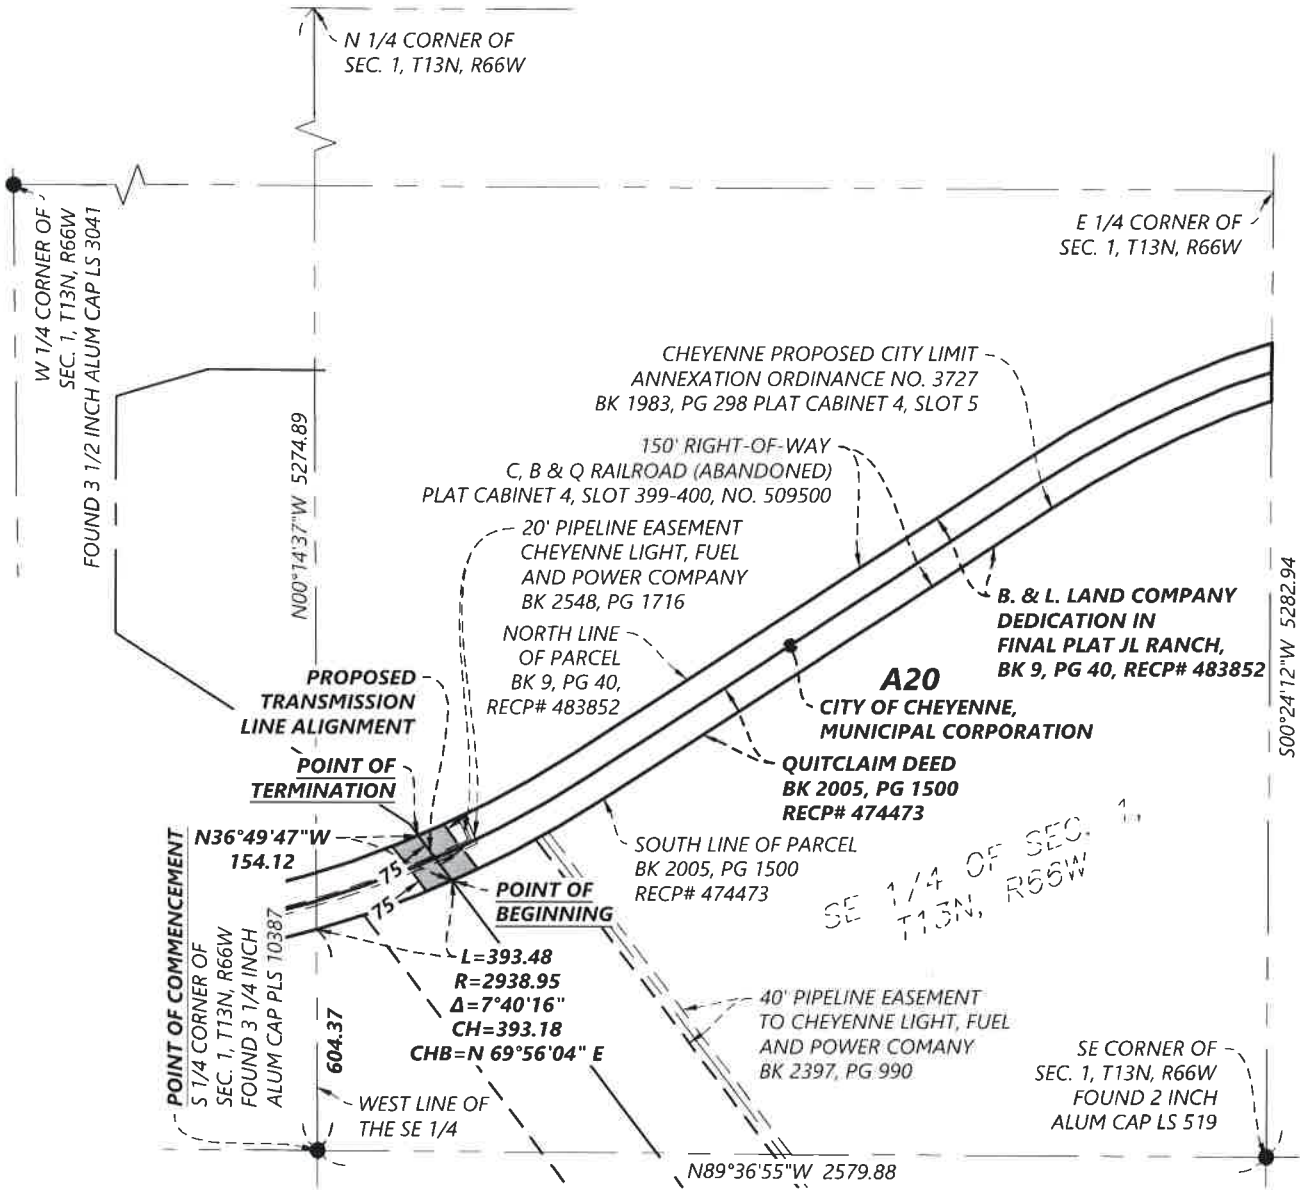 N 1/4 CORNER OF
SEC. 1, T13N, R66W
W 1/4 CORNER OF
SEC. 1, T13N, R66W
FOUND 3 1/2 INCH ALUM CAP LS 3041
E 1/4 CORNER OF
SEC. 1, T13N, R66W
CHEYENNE PROPOSED CITY LIMIT
ANNEXATION ORDINANCE NO. 3727
BK 1983, PG 298 PLAT CABINET 4, SLOT 5
150' RIGHT-OF-WAY
C, B & Q RAILROAD (ABANDONED)
PLAT CABINET 4, SLOT 399-400, NO. 509500
20' PIPELINE EASEMENT
CHEYENNE LIGHT, FUEL
AND POWER COMPANY
BK 2548, PG 1716
N00°14'37"W 5274.89
NORTH LINE
OF PARCEL
BK 9, PG 40,
RECP# 483852
B. & L. LAND COMPANY
DEDICATION IN
FINAL PLAT JL RANCH,
BK 9, PG 40, RECP# 483852
S00°24'12"W 5282.94
A20
CITY OF CHEYENNE,
MUNICIPAL CORPORATION
PROPOSED
TRANSMISSION
LINE ALIGNMENT
POINT OF
TERMINATION
QUITCLAIM DEED
BK 2005, PG 1500
RECP# 474473
N36°49'47"W
154.12
75
75
SOUTH LINE OF PARCEL
BK 2005, PG 1500
RECP# 474473
SE 1/4 OF SEC. 1,
T13N, R66W
POINT OF
BEGINNING
POINT OF COMMENCEMENT
S 1/4 CORNER OF
SEC. 1, T13N, R66W
FOUND 3 1/4 INCH
ALUM CAP PLS 10387
604.37
L=393.48
R=2938.95
Δ=7°40'16"
CH=393.18
CHB=N 69°56'04" E
40' PIPELINE EASEMENT
TO CHEYENNE LIGHT, FUEL
AND POWER COMANY
BK 2397, PG 990
WEST LINE OF
THE SE 1/4
SE CORNER OF
SEC. 1, T13N, R66W
FOUND 2 INCH
ALUM CAP LS 519
N89°36'55"W 2579.88